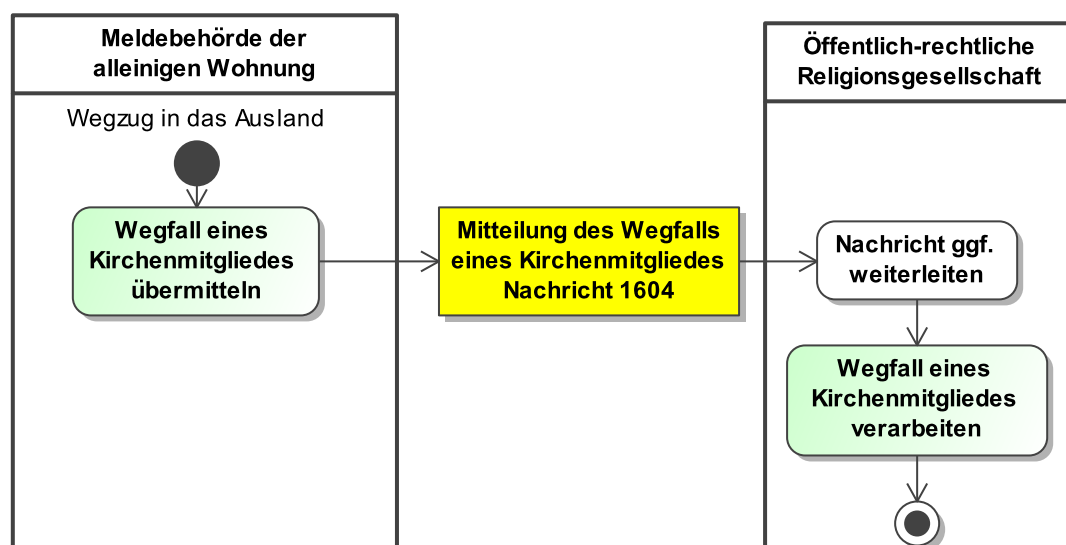 Meldebehörde der
alleinigen Wohnung
Wegzug in das Ausland
Wegfall eines
Kirchenmitgliedes
übermitteln
Mitteilung des Wegfalls
eines Kirchenmitgliedes
Nachricht 1604
Öffentlich-rechtliche
Religionsgesellschaft
Nachricht ggf.
weiterleiten
Wegfall eines
Kirchenmitgliedes
verarbeiten